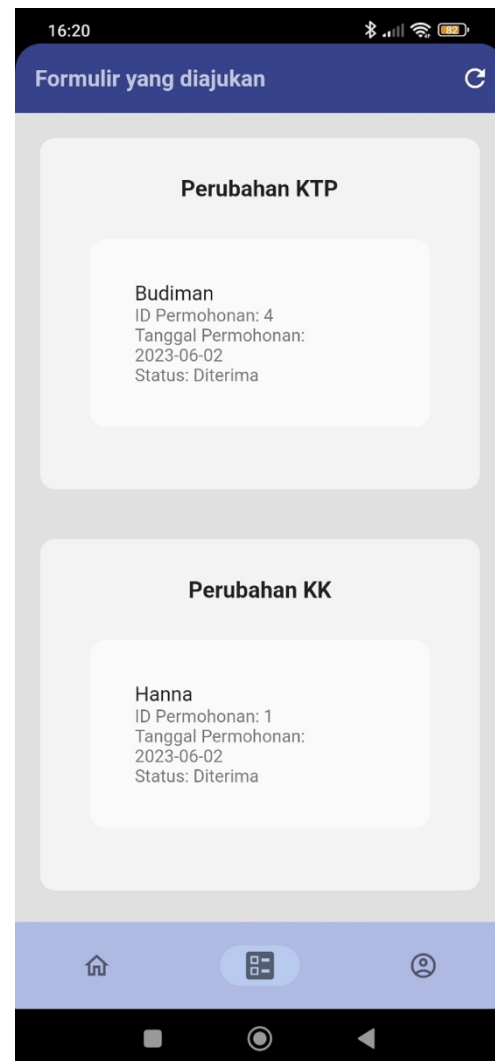 16:20
82
Formulir yang diajukan
Perubahan KTP
Budiman
ID Permohonan: 4
Tanggal Permohonan:
2023-06-02
Status: Diterima
Perubahan KK
Hanna
ID Permohonan: 1
Tanggal Permohonan:
2023-06-02
Status: Diterima